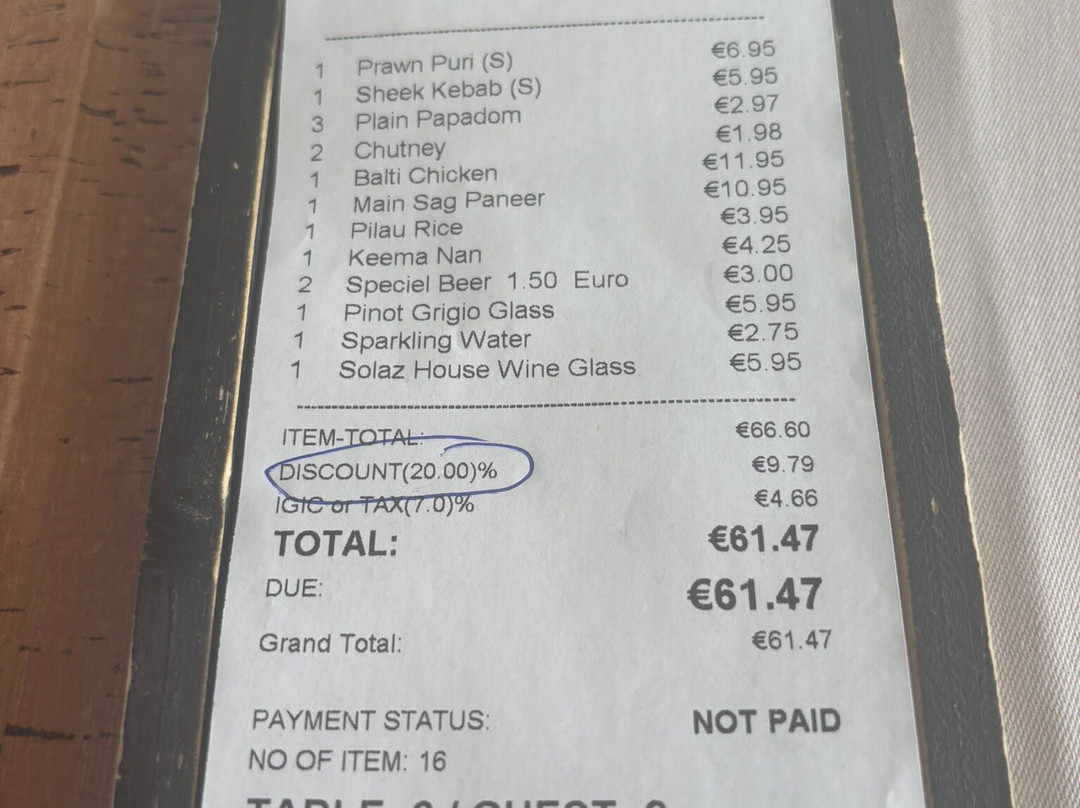 1 Prawn Puri (S) €6.95
1 Sheek Kebab (S) €5.95
3 Plain Papadom €2.97
2 Chutney €1.98
1 Balti Chicken €11.95
1 Main Sag Paneer €10.95
1 Pilau Rice €3.95
1 Keema Nan €4.25
2 Speciel Beer 1.50 Euro €3.00
1 Pinot Grigio Glass €5.95
1 Sparkling Water €2.75
1 Solaz House Wine Glass €5.95
ITEM-TOTAL: €66.60
DISCOUNT(20.00)% €9.79
IGIC or TAX(7.0)% €4.66
TOTAL: €61.47
DUE: €61.47
Grand Total: €61.47
PAYMENT STATUS: NOT PAID
NO OF ITEM: 16